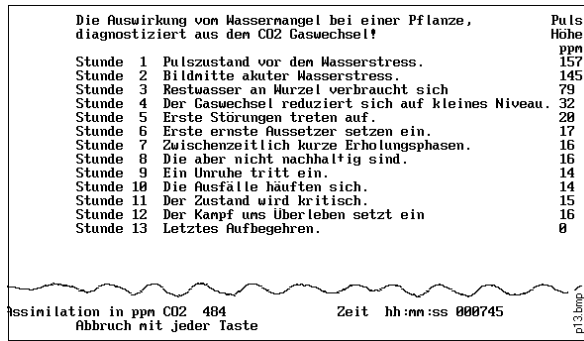 Die Auswirkung vom Wassermangel bei einer Pflanze, Puls
diagnostiziert aus dem CO2 Gaswechsel! Höhe
ppm
Stunde 1 Pulszustand vor dem Wasserstress. 157
Stunde 2 Bildmitte akuter Wasserstress. 145
Stunde 3 Restwasser an Wurzel verbraucht sich 79
Stunde 4 Der Gaswechsel reduziert sich auf kleines Niveau. 32
Stunde 5 Erste Störungen treten auf. 20
Stunde 6 Erste ernste Aussetzer setzen ein. 17
Stunde 7 Zwischenzeitlich kurze Erholungsphasen. 16
Stunde 8 Die aber nicht nachhaltig sind. 16
Stunde 9 Ein Unruhe tritt ein. 14
Stunde 10 Die Ausfälle häuften sich. 14
Stunde 11 Der Zustand wird kritisch. 15
Stunde 12 Der Kampf ums Überleben setzt ein 16
Stunde 13 Letztes Aufbegehren. 0
Assimilation in ppm CO2 484 Zeit hh:mm:ss 000745
Abbruch mit jeder Taste
p13.bmp